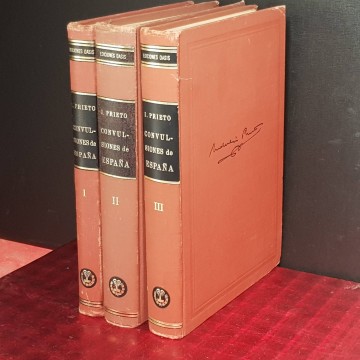 EDICIONES OASIS
I. PRIETO
CONVUL-
SIONES de
ESPAÑA
I
EDICIONES OASIS
I. PRIETO
CONVUL-
SIONES de
ESPAÑA
II
EDICIONES OASIS
I. PRIETO
CONVUL-
SIONES de
ESPAÑA
III